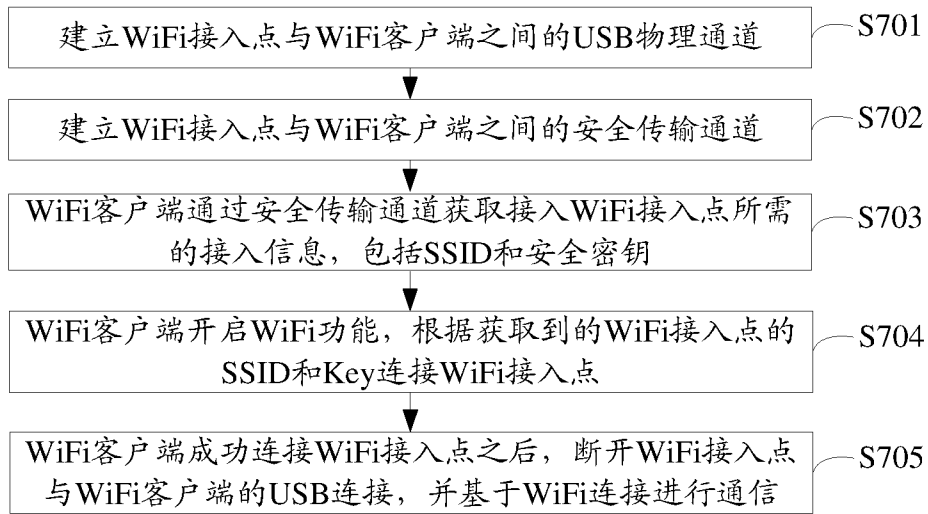 建立WiFi接入点与WiFi客户端之间的USB物理通道
S701
建立WiFi接入点与WiFi客户端之间的安全传输通道
S702
WiFi客户端通过安全传输通道获取接入WiFi接入点所需
的接入信息，包括SSID和安全密钥
S703
WiFi客户端开启WiFi功能，根据获取到的WiFi接入点的
SSID和Key连接WiFi接入点
S704
WiFi客户端成功连接WiFi接入点之后，断开WiFi接入点
与WiFi客户端的USB连接，并基于WiFi连接进行通信
S705